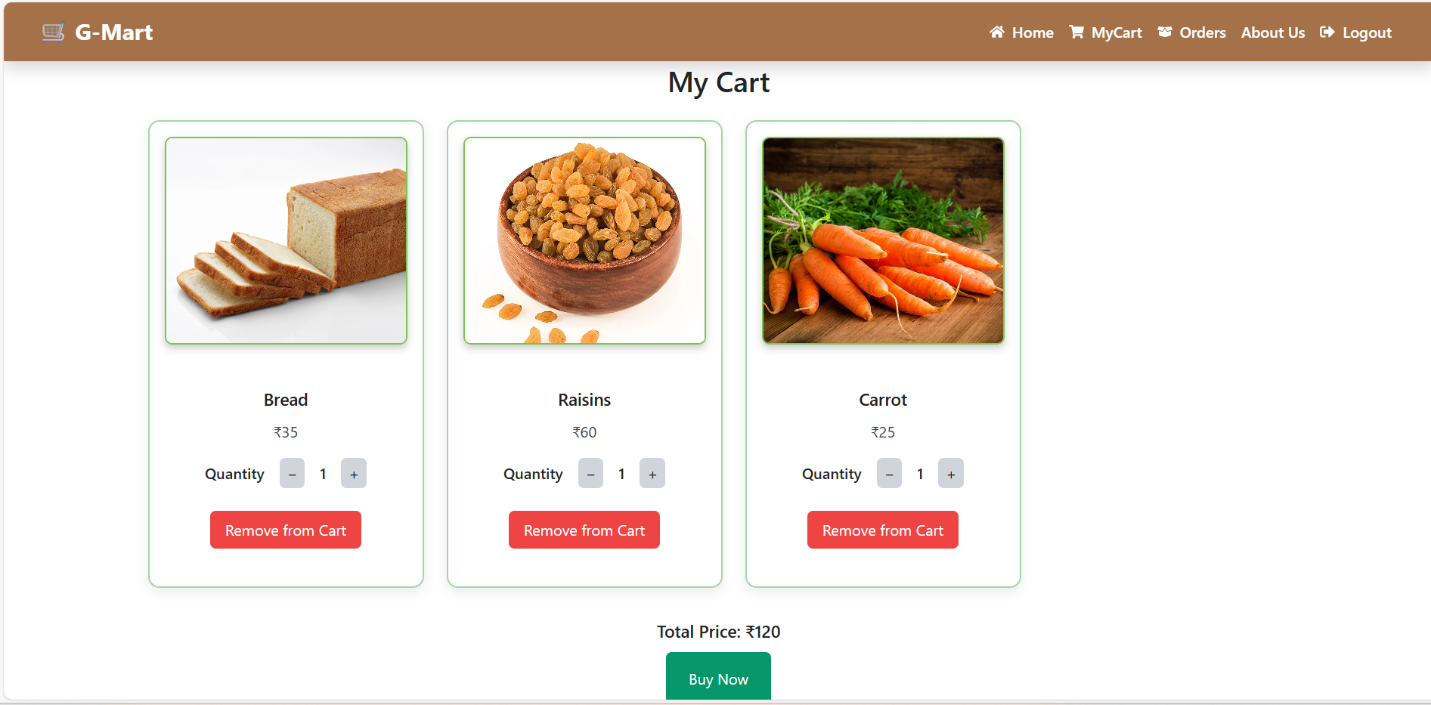 G-Mart Home MyCart Orders About Us Logout
My Cart
Bread Raisins Carrot
₹35 ₹60 ₹25
Quantity − 1 + Quantity − 1 + Quantity − 1 +
Remove from Cart Remove from Cart Remove from Cart
Total Price: ₹120
Buy Now